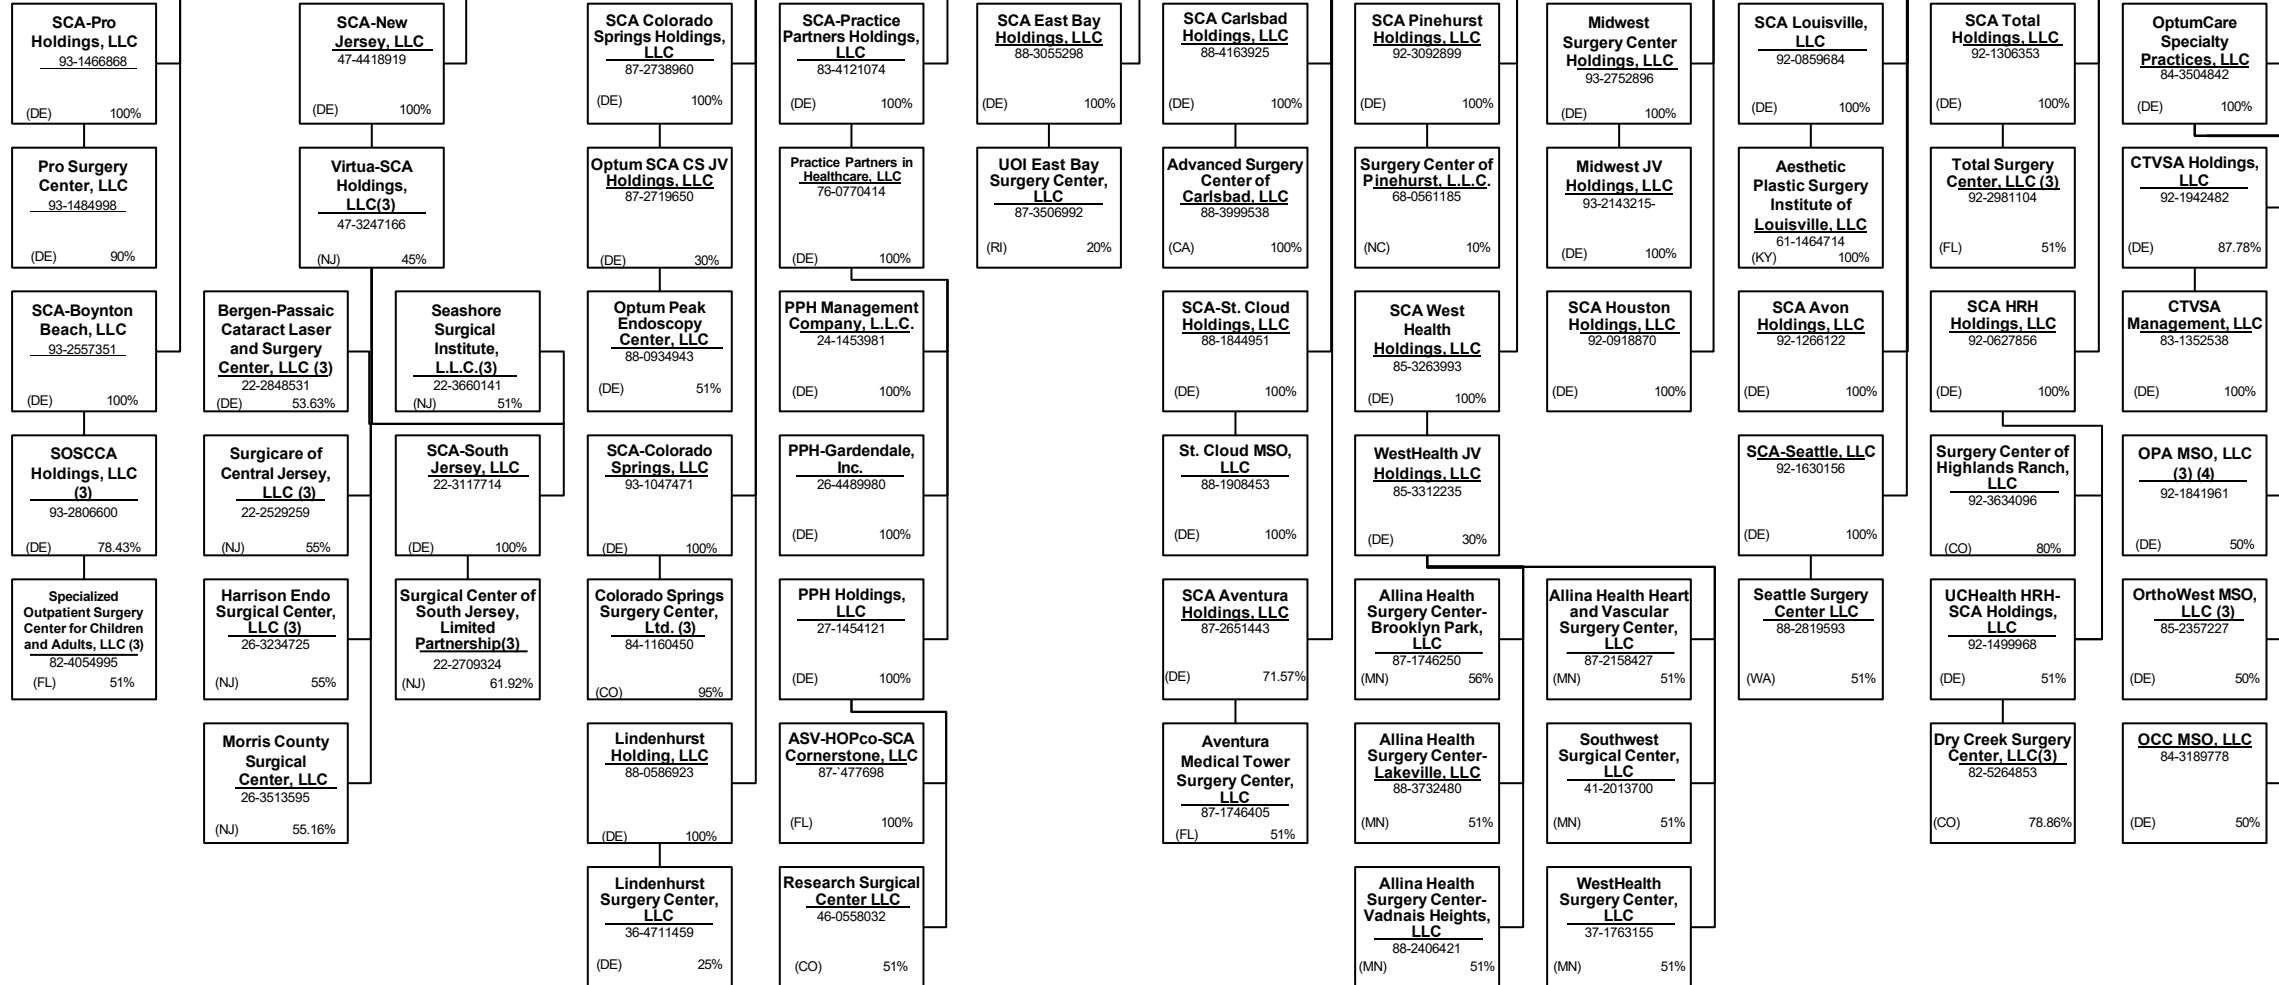 SCA-Pro
Holdings, LLC
93-1466868
(DE) 100%
SCA-New
Jersey, LLC
47-4418919
(DE) 100%
SCA Colorado
Springs Holdings,
LLC
87-2738960
(DE) 100%
SCA-Practice
Partners Holdings,
LLC
83-4121074
(DE) 100%
SCA East Bay
Holdings, LLC
88-3055298
(DE) 100%
SCA Carlsbad
Holdings, LLC
88-4163925
(DE) 100%
SCA Pinehurst
Holdings, LLC
92-3092899
(DE) 100%
Midwest
Surgery Center
Holdings, LLC
93-2752896
(DE) 100%
SCA Louisville,
LLC
92-0859684
(DE) 100%
SCA Total
Holdings, LLC
92-1306353
(DE) 100%
OptumCare
Specialty
Practices, LLC
84-3504842
(DE) 100%
Pro Surgery
Center, LLC
93-1484998
(DE) 90%
Virtua-SCA
Holdings,
LLC(3)
47-3247166
(NJ) 45%
Optum SCA CS JV
Holdings, LLC
87-2719650
(DE) 30%
Practice Partners in
Healthcare, LLC
76-0770414
(DE) 100%
UOI East Bay
Surgery Center,
LLC
87-3506992
(RI) 20%
Advanced Surgery
Center of
Carlsbad, LLC
88-3999538
(CA) 100%
Surgery Center of
Pinehurst, L.L.C.
68-0561185
(NC) 10%
Midwest JV
Holdings, LLC
93-2143215-
(DE) 100%
Aesthetic
Plastic Surgery
Institute of
Louisville, LLC
61-1464714
(KY) 100%
Total Surgery
Center, LLC (3)
92-2981104
(FL) 51%
CTVSA Holdings,
LLC
92-1942482
(DE) 87.78%
SCA-Boynton
Beach, LLC
93-2557351
(DE) 100%
Bergen-Passaic
Cataract Laser
and Surgery
Center, LLC (3)
22-2848531
(DE) 53.63%
Seashore
Surgical
Institute,
L.L.C.(3)
22-3660141
(NJ) 51%
Optum Peak
Endoscopy
Center, LLC
88-0934943
(DE) 51%
PPH Management
Company, L.L.C.
24-1453981
(DE) 100%
SCA-St. Cloud
Holdings, LLC
88-1844951
(DE) 100%
SCA West
Health
Holdings, LLC
85-3263993
(DE) 100%
SCA Houston
Holdings, LLC
92-0918870
(DE) 100%
SCA Avon
Holdings, LLC
92-1266122
(DE) 100%
SCA HRH
Holdings, LLC
92-0627856
(DE) 100%
CTVSA
Management, LLC
83-1352538
(DE) 100%
SOSCCA
Holdings, LLC
(3)
93-2806600
(DE) 78.43%
Surgicare of
Central Jersey,
LLC (3)
22-2529259
(NJ) 55%
SCA-South
Jersey, LLC
22-3117714
(DE) 100%
SCA-Colorado
Springs, LLC
93-1047471
(DE) 100%
PPH-Gardendale,
Inc.
26-4489980
(DE) 100%
St. Cloud MSO,
LLC
88-1908453
(DE) 100%
WestHealth JV
Holdings, LLC
85-3312235
(DE) 30%
SCA-Seattle, LLC
92-1630156
(DE) 100%
Surgery Center of
Highlands Ranch,
LLC
92-3634096
(CO) 80%
OPA MSO, LLC
(3) (4)
92-1841961
(DE) 50%
Specialized
Outpatient Surgery
Center for Children
and Adults, LLC (3)
82-4054995
(FL) 51%
Harrison Endo
Surgical Center,
LLC (3)
26-3234725
(NJ) 55%
Surgical Center of
South Jersey,
Limited
Partnership(3)
22-2709324
(NJ) 61.92%
Colorado Springs
Surgery Center,
Ltd. (3)
84-1160450
(CO) 95%
PPH Holdings,
LLC
27-1454121
(DE) 100%
SCA Aventura
Holdings, LLC
87-2651443
(DE) 71.57%
Allina Health
Surgery Center-
Brooklyn Park,
LLC
87-1746250
(MN) 56%
Allina Health Heart
and Vascular
Surgery Center,
LLC
87-2158427
(MN) 51%
Seattle Surgery
Center LLC
88-2819593
(WA) 51%
UCHealth HRH-
SCA Holdings,
LLC
92-1499968
(DE) 51%
OrthoWest MSO,
LLC (3)
85-2357227
(DE) 50%
Morris County
Surgical
Center, LLC
26-3513595
(NJ) 55.16%
Lindenhurst
Holding, LLC
88-0586923
(DE) 100%
ASV-HOPco-SCA
Cornerstone, LLC
87-`477698
(FL) 100%
Aventura
Medical Tower
Surgery Center,
LLC
87-1746405
(FL) 51%
Allina Health
Surgery Center-
Lakeville, LLC
88-3732480
(MN) 51%
Southwest
Surgical Center,
LLC
41-2013700
(MN) 51%
Dry Creek Surgery
Center, LLC(3)
82-5264853
(CO) 78.86%
OCC MSO, LLC
84-3189778
(DE) 50%
Lindenhurst
Surgery Center,
LLC
36-4711459
(DE) 25%
Research Surgical
Center LLC
46-0558032
(CO) 51%
Allina Health
Surgery Center-
Vadnais Heights,
LLC
88-2406421
(MN) 51%
WestHealth
Surgery Center,
LLC
37-1763155
(MN) 51%